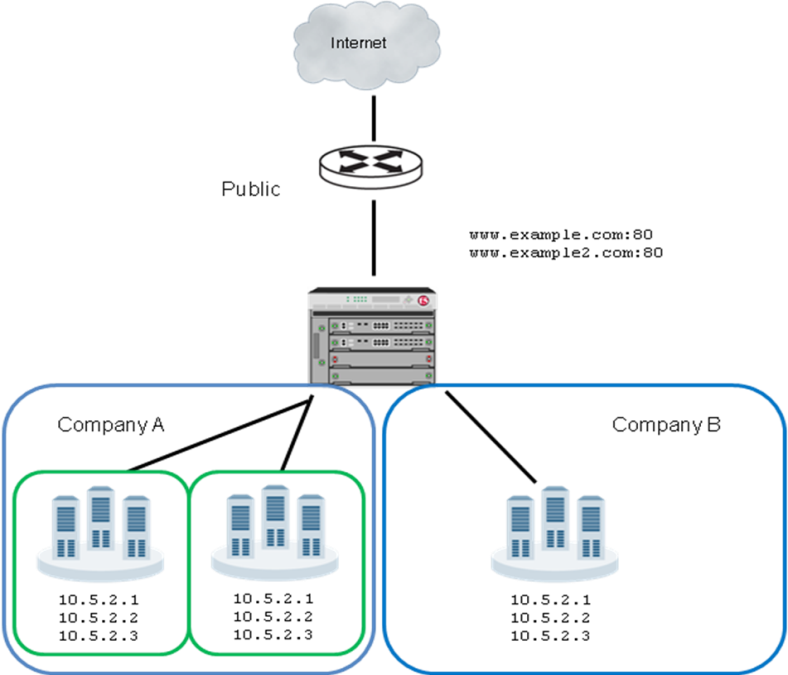 Internet
Public
www.example.com:80
www.example2.com:80
f5
Company A
Company B
10.5.2.1
10.5.2.2
10.5.2.3
10.5.2.1
10.5.2.2
10.5.2.3
10.5.2.1
10.5.2.2
10.5.2.3